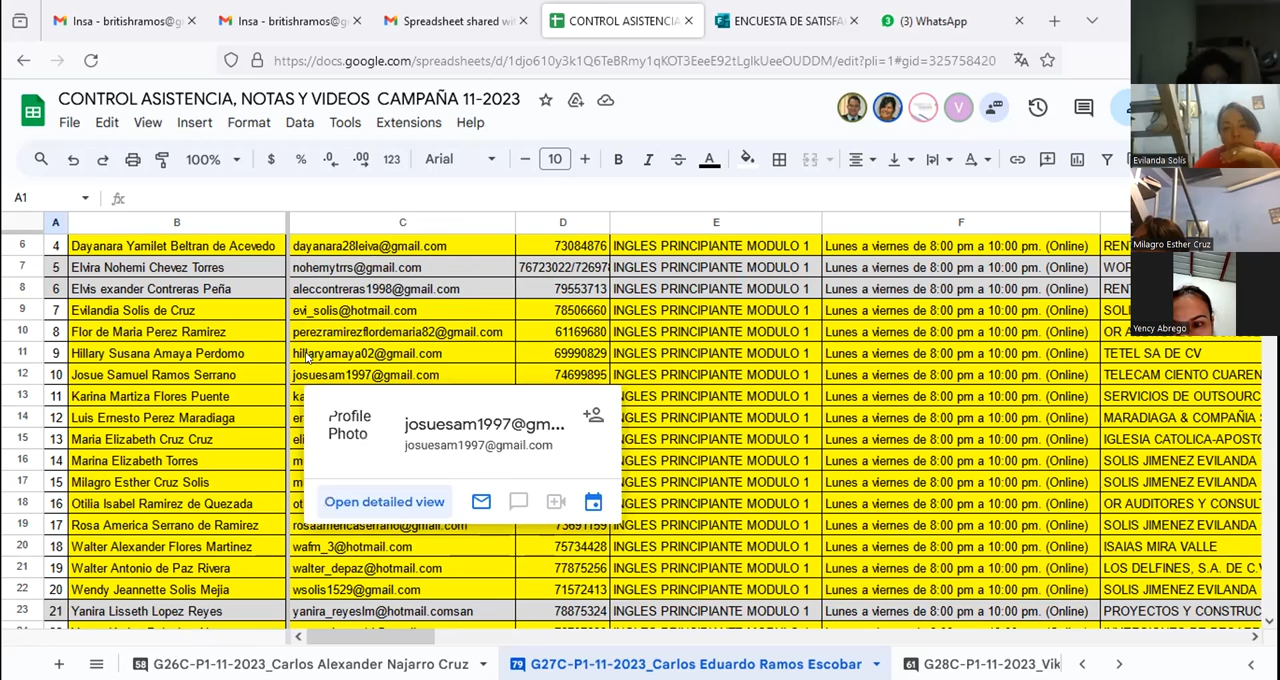 Insa - britishramos@g
Insa - britishramos@g
Spreadsheet shared wi
CONTROL ASISTENCIA
ENCUESTA DE SATISFA
(3) WhatsApp
https://docs.google.com/spreadsheets/d/1djo610y3k1Q6TeBRmy1qKOT3EeeE92tLgIkUeeOUDDM/edit?pli=1#gid=325758420
CONTROL ASISTENCIA, NOTAS Y VIDEOS CAMPAÑA 11-2023
V
File Edit View Insert Format Data Tools Extensions Help
100% $ % .0 .00 123 Arial 10 B I A
A1 fx
A B C D E F
6 4 Dayanara Yamilet Beltran de Acevedo dayanara28leiva@gmail.com 73084876 INGLES PRINCIPIANTE MODULO 1 Lunes a viernes de 8:00 pm a 10:00 pm. (Online) REN
7 5 Elvira Nohemi Chevez Torres nohemytrrs@gmail.com 76723022/72697 INGLES PRINCIPIANTE MODULO 1 Lunes a viernes de 8:00 pm a 10:00 pm. (Online) WOR
8 6 Elvis exander Contreras Peña aleccontreras1998@gmail.com 79553713 INGLES PRINCIPIANTE MODULO 1 Lunes a viernes de 8:00 pm a 10:00 pm. (Online) REN
9 7 Evilandia Solis de Cruz evi_solis@hotmail.com 78506660 INGLES PRINCIPIANTE MODULO 1 Lunes a viernes de 8:00 pm a 10:00 pm. (Online) SOL
10 8 Flor de Maria Perez Ramirez perezramirezflordemaria82@gmail.com 61169680 INGLES PRINCIPIANTE MODULO 1 Lunes a viernes de 8:00 pm a 10:00 pm. (Online) OR A
11 9 Hillary Susana Amaya Perdomo hillaryamaya02@gmail.com 69990829 INGLES PRINCIPIANTE MODULO 1 Lunes a viernes de 8:00 pm a 10:00 pm. (Online) TETEL SA DE CV
12 10 Josue Samuel Ramos Serrano josuesam1997@gmail.com 74699895 INGLES PRINCIPIANTE MODULO 1 Lunes a viernes de 8:00 pm a 10:00 pm. (Online) TELECAM CIENTO CUAREN
13 11 Karina Martiza Flores Puente ka INGLES PRINCIPIANTE MODULO 1 Lunes a viernes de 8:00 pm a 10:00 pm. (Online) SERVICIOS DE OUTSOURC
14 12 Luis Ernesto Perez Maradiaga er INGLES PRINCIPIANTE MODULO 1 Lunes a viernes de 8:00 pm a 10:00 pm. (Online) MARADIAGA & COMPAÑIA
15 13 Maria Elizabeth Cruz Cruz eli INGLES PRINCIPIANTE MODULO 1 Lunes a viernes de 8:00 pm a 10:00 pm. (Online) IGLESIA CATOLICA-APOST
16 14 Marina Elizabeth Torres m INGLES PRINCIPIANTE MODULO 1 Lunes a viernes de 8:00 pm a 10:00 pm. (Online) SOLIS JIMENEZ EVILANDA
17 15 Milagro Esther Cruz Solis m INGLES PRINCIPIANTE MODULO 1 Lunes a viernes de 8:00 pm a 10:00 pm. (Online) SOLIS JIMENEZ EVILANDA
18 16 Otilia Isabel Ramirez de Quezada ot INGLES PRINCIPIANTE MODULO 1 Lunes a viernes de 8:00 pm a 10:00 pm. (Online) OR AUDITORES Y CONSUL
19 17 Rosa America Serrano de Ramirez rosaamericaserrano@gmail.com 73691159 INGLES PRINCIPIANTE MODULO 1 Lunes a viernes de 8:00 pm a 10:00 pm. (Online) SOLIS JIMENEZ EVILANDA
20 18 Walter Alexander Flores Martinez wafm_3@hotmail.com 75734428 INGLES PRINCIPIANTE MODULO 1 Lunes a viernes de 8:00 pm a 10:00 pm. (Online) ISAIAS MIRA VALLE
21 19 Walter Antonio de Paz Rivera walter_depaz@hotmail.com 77875256 INGLES PRINCIPIANTE MODULO 1 Lunes a viernes de 8:00 pm a 10:00 pm. (Online) LOS DELFINES, S.A. DE C.V
22 20 Wendy Jeannette Solis Mejia wsolis1529@gmail.com 71572413 INGLES PRINCIPIANTE MODULO 1 Lunes a viernes de 8:00 pm a 10:00 pm. (Online) SOLIS JIMENEZ EVILANDA
23 21 Yanira Lisseth Lopez Reyes yanira_reyeslm@hotmail.comsan 78875324 INGLES PRINCIPIANTE MODULO 1 Lunes a viernes de 8:00 pm a 10:00 pm. (Online) PROYECTOS Y CONSTRUC
Profile Photo
josuesam1997@gm...
josuesam1997@gmail.com
Open detailed view
58 G26C-P1-11-2023_Carlos Alexander Najarro Cruz
79 G27C-P1-11-2023_Carlos Eduardo Ramos Escobar
61 G28C-P1-11-2023_Vik
Evilanda Solís
Milagro Esther Cruz
Yency Abrego